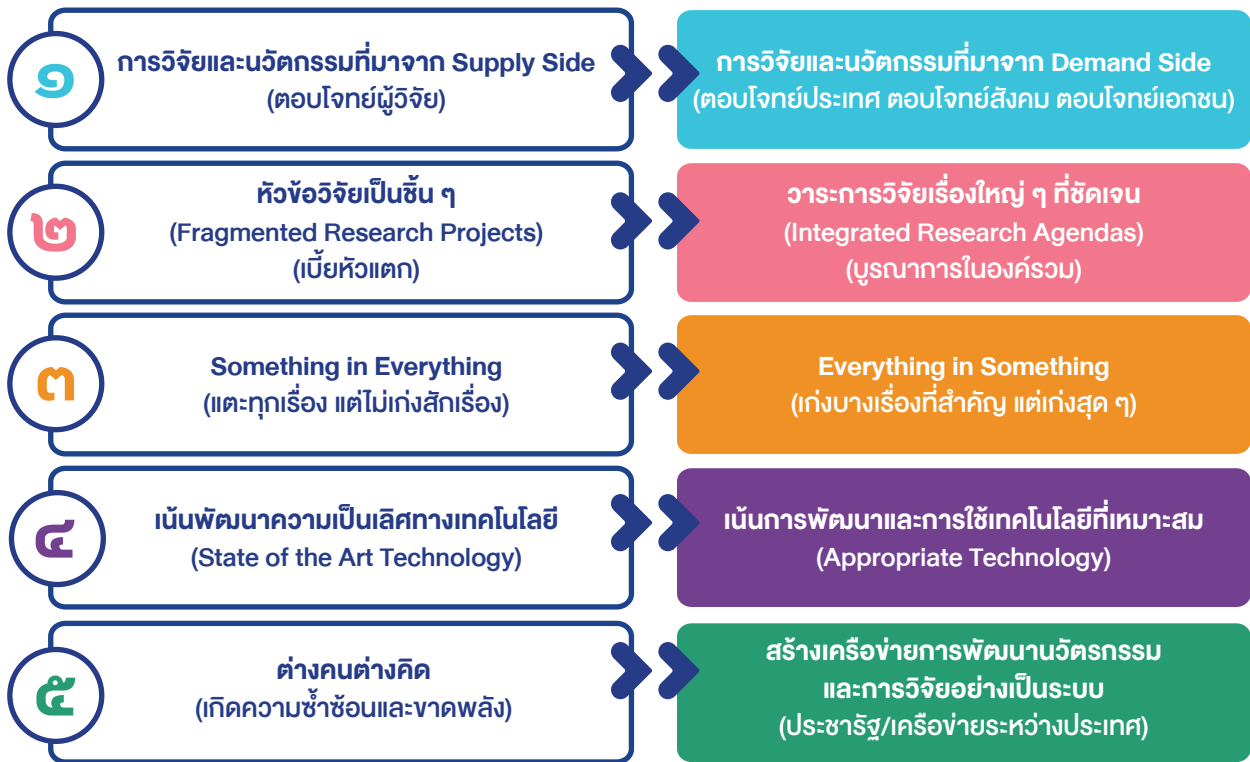 ๑
การวิจัยและนวัตกรรมที่มาจาก Supply Side
(ตอบโจทย์ผู้วิจัย)
การวิจัยและนวัตกรรมที่มาจาก Demand Side
(ตอบโจทย์ประเทศ ตอบโจทย์สังคม ตอบโจทย์เอกชน)
๒
หัวข้อวิจัยเป็นชิ้น ๆ
(Fragmented Research Projects)
(เบี้ยหัวแตก)
วาระการวิจัยเรื่องใหญ่ ๆ ที่ชัดเจน
(Integrated Research Agendas)
(บูรณาการในองค์รวม)
๓
Something in Everything
(แตะทุกเรื่อง แต่ไม่เก่งสักเรื่อง)
Everything in Something
(เก่งบางเรื่องที่สำคัญ แต่เก่งสุด ๆ)
๔
เน้นพัฒนาความเป็นเลิศทางเทคโนโลยี
(State of the Art Technology)
เน้นการพัฒนาและการใช้เทคโนโลยีที่เหมาะสม
(Appropriate Technology)
๕
ต่างคนต่างคิด
(เกิดความซ้ำซ้อนและขาดพลัง)
สร้างเครือข่ายการพัฒนานวัตรกรรม
และการวิจัยอย่างเป็นระบบ
(ประชารัฐ/เครือข่ายระหว่างประเทศ)